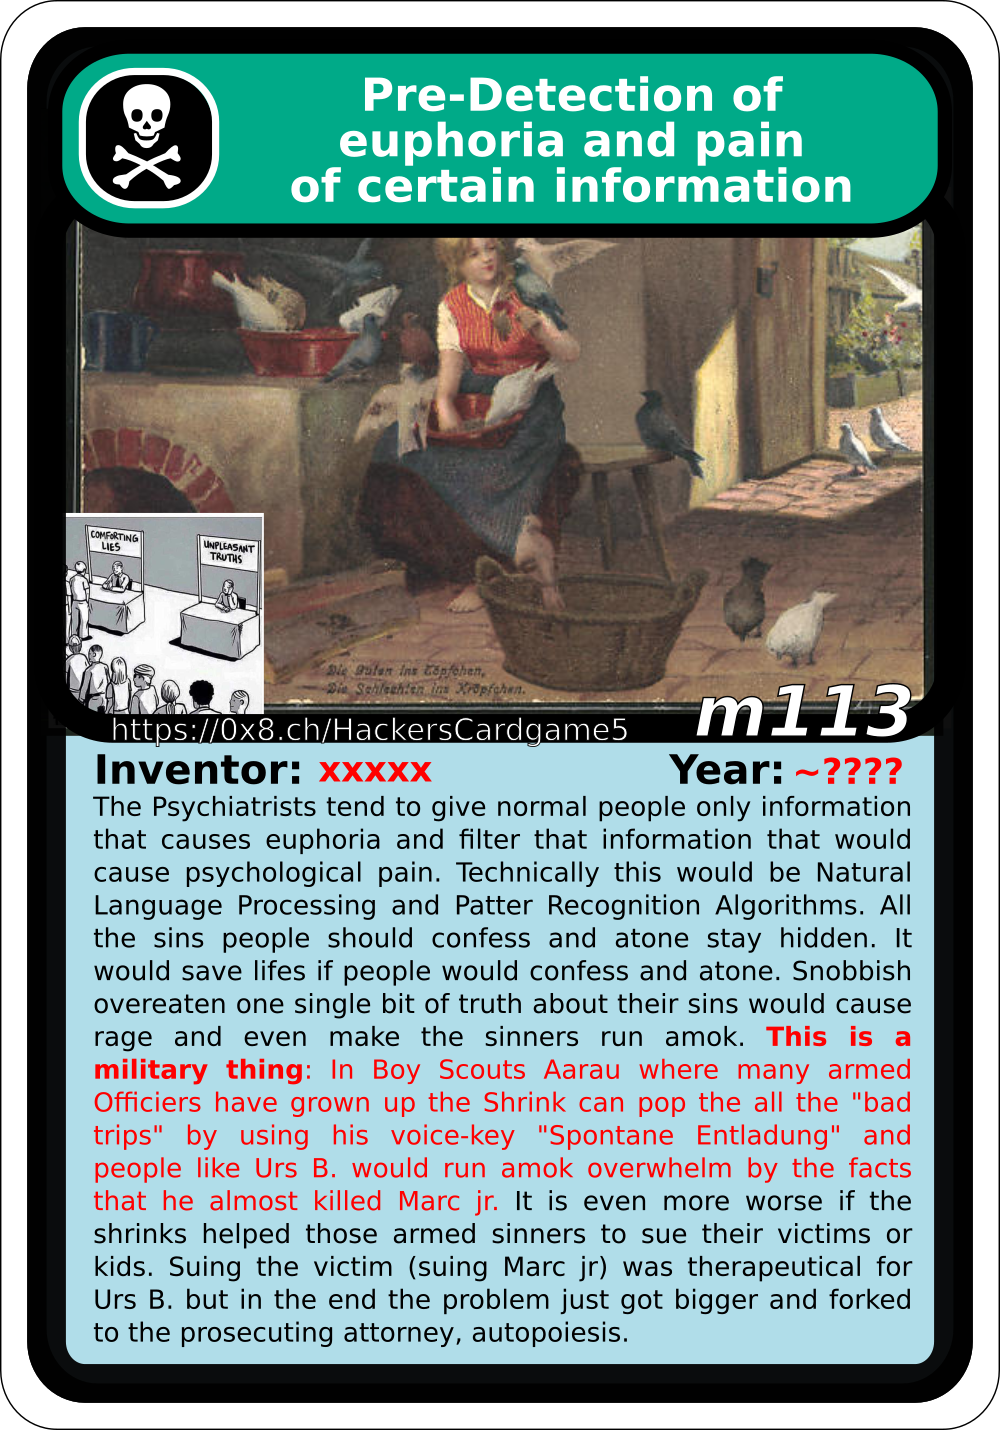 Pre-Detection of
euphoria and pain
of certain information
COMFORTING
LIES
UNPLEASANT
TRUTHS
Die Guten ins Töpfchen,
Die Schlechten ins Kröpfchen.
m113
https://0x8.ch/HackersCardgame5
Inventor: xxxxx Year: ~????
The Psychiatrists tend to give normal people only information
that causes euphoria and filter that information that would
cause psychological pain. Technically this would be Natural
Language Processing and Patter Recognition Algorithms. All
the sins people should confess and atone stay hidden. It
would save lifes if people would confess and atone. Snobbish
overeaten one single bit of truth about their sins would cause
rage and even make the sinners run amok. This is a
military thing: In Boy Scouts Aarau where many armed
Officiers have grown up the Shrink can pop the all the "bad
trips" by using his voice-key "Spontane Entladung" and
people like Urs B. would run amok overwhelm by the facts
that he almost killed Marc jr. It is even more worse if the
shrinks helped those armed sinners to sue their victims or
kids. Suing the victim (suing Marc jr) was therapeutical for
Urs B. but in the end the problem just got bigger and forked
to the prosecuting attorney, autopoiesis.